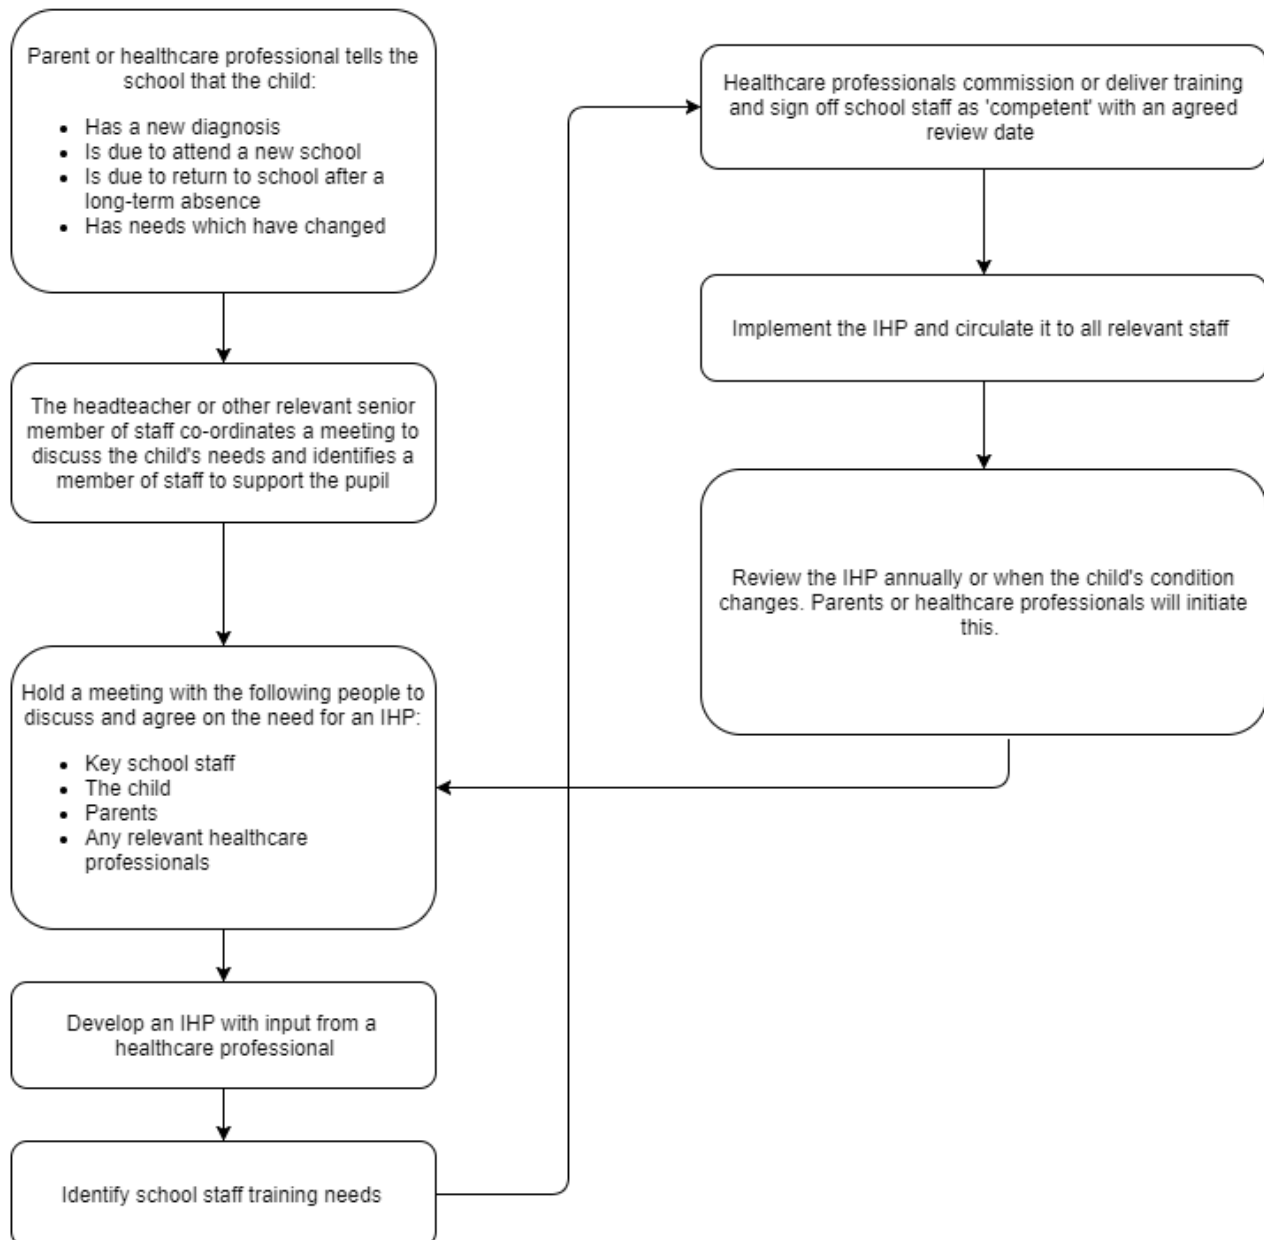 Parent or healthcare professional tells the
school that the child:
• Has a new diagnosis
• Is due to attend a new school
• Is due to return to school after a
long-term absence
• Has needs which have changed
The headteacher or other relevant senior
member of staff co-ordinates a meeting to
discuss the child's needs and identifies a
member of staff to support the pupil
Hold a meeting with the following people to
discuss and agree on the need for an IHP:
• Key school staff
• The child
• Parents
• Any relevant healthcare
professionals
Develop an IHP with input from a
healthcare professional
Identify school staff training needs
Healthcare professionals commission or deliver training
and sign off school staff as 'competent' with an agreed
review date
Implement the IHP and circulate it to all relevant staff
Review the IHP annually or when the child's condition
changes. Parents or healthcare professionals will initiate
this.